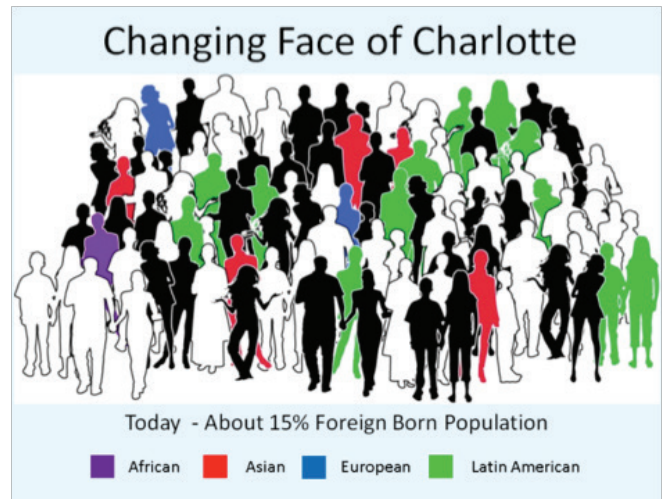 Changing Face of Charlotte
Today - About 15% Foreign Born Population
African Asian European Latin American